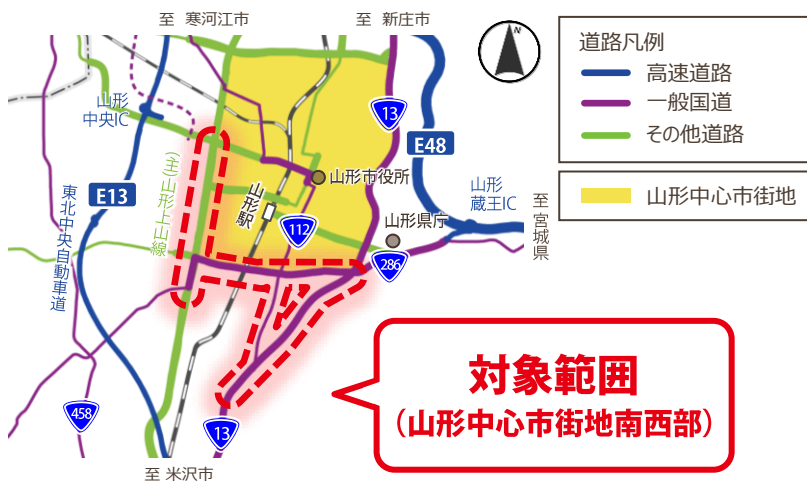 至 寒河江市
至 新庄市
N
道路凡例
高速道路
一般国道
その他道路
山形中心市街地
山形
中央IC
13
E48
(主)山形上山線
山形市役所
E13
山形駅
山形
蔵王IC
至 宮城県
東北中央自動車道
112
山形県庁
286
対象範囲
(山形中心市街地南西部)
458
13
至 米沢市